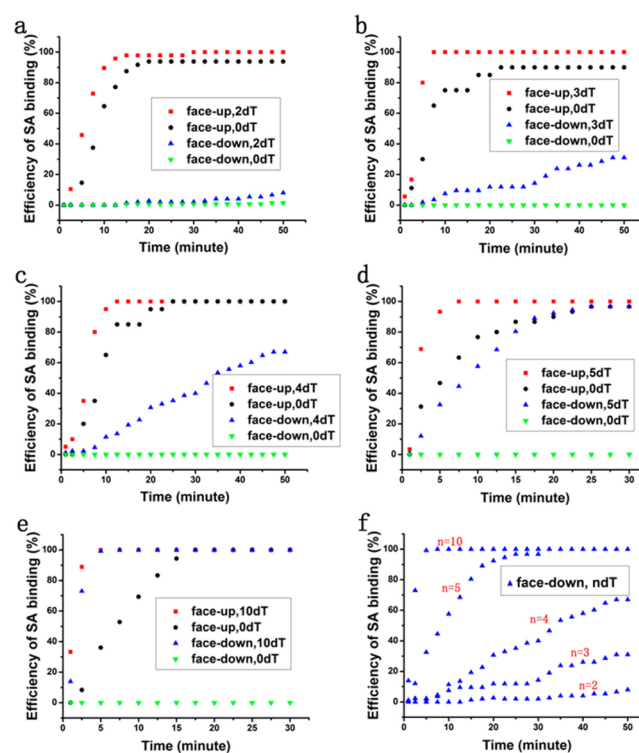 a
Efficiency of SA binding (%)
100
80
60
40
20
0
face-up,2dT
face-up,0dT
face-down,2dT
face-down,0dT
0 10 20 30 40 50
Time (minute)
b
Efficiency of SA binding (%)
100
80
60
40
20
0
face-up,3dT
face-up,0dT
face-down,3dT
face-down,0dT
0 10 20 30 40 50
Time (minute)
c
Efficiency of SA binding (%)
100
80
60
40
20
0
face-up,4dT
face-up,0dT
face-down,4dT
face-down,0dT
0 10 20 30 40 50
Time (minute)
d
Efficiency of SA binding (%)
100
80
60
40
20
0
face-up,5dT
face-up,0dT
face-down,5dT
face-down,0dT
0 5 10 15 20 25 30
Time (minute)
e
Efficiency of SA binding (%)
100
80
60
40
20
0
face-up,10dT
face-up,0dT
face-down,10dT
face-down,0dT
0 5 10 15 20 25 30
Time (minute)
f
Efficiency of SA binding (%)
100
80
60
40
20
0
n=10
face-down, ndT
n=5
n=4
n=3
n=2
0 10 20 30 40 50
Time (minute)